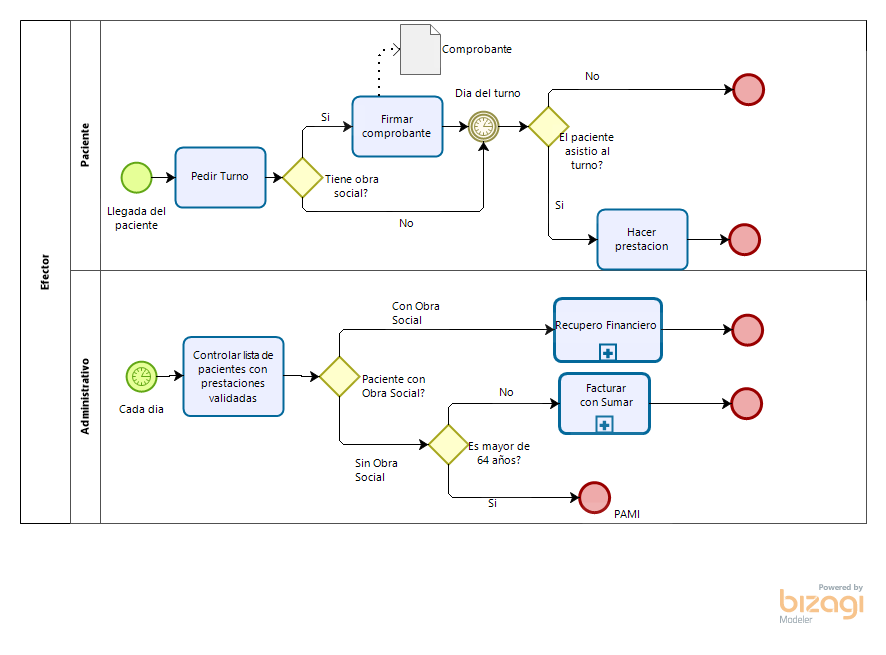 Efector
Paciente
Comprobante
Dia del turno
No
Si
Firmar
comprobante
El paciente
asistio al
turno?
Pedir Turno
Tiene obra
social?
Llegada del
paciente
No
Si
Hacer
prestacion
Administrativo
Con Obra
Social
Recupero Financiero
Controlar lista de
pacientes con
prestaciones
validadas
Cada dia
Paciente con
Obra Social?
No
Facturar
con Sumar
Es mayor de
64 años?
Sin Obra
Social
Si
PAMI
Powered by
bizagi
Modeler